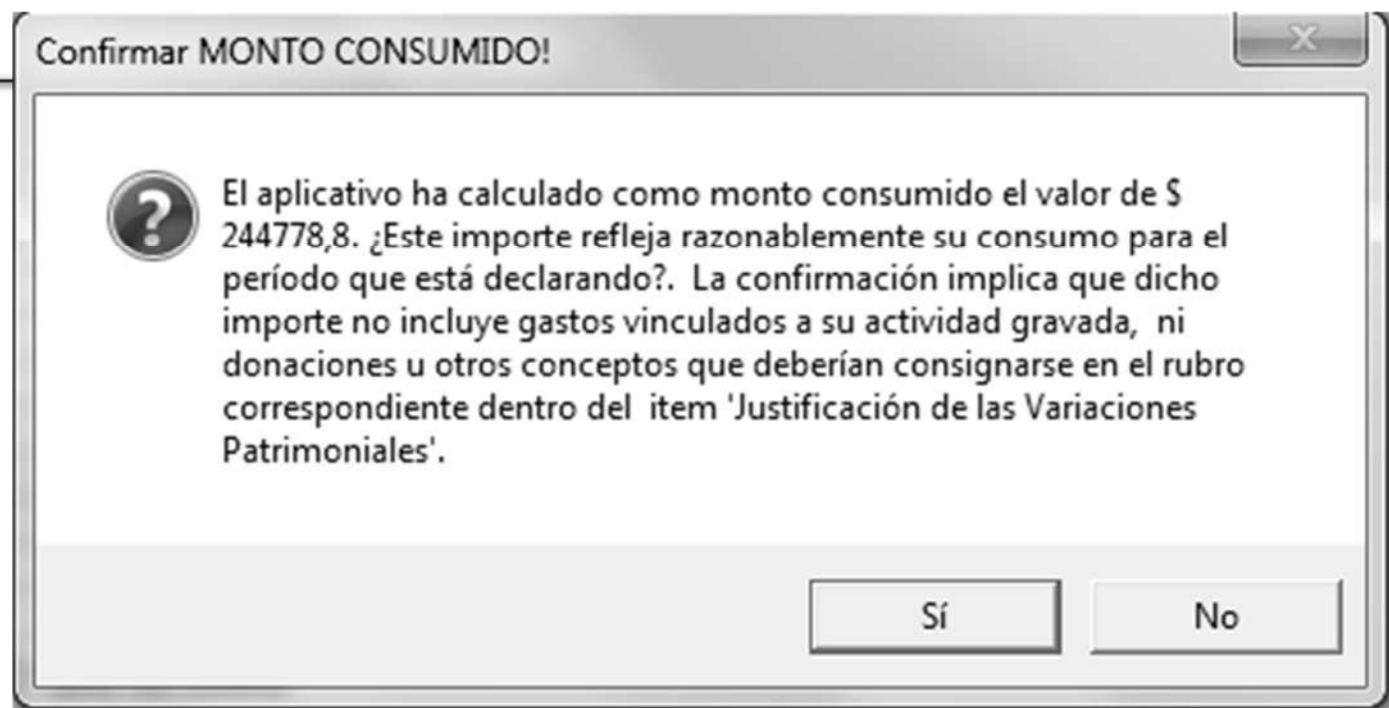 Confirmar MONTO CONSUMIDO!
El aplicativo ha calculado como monto consumido el valor de $
244778,8. ¿Este importe refleja razonablemente su consumo para el
período que está declarando?.  La confirmación implica que dicho
importe no incluye gastos vinculados a su actividad gravada,  ni
donaciones u otros conceptos que deberían consignarse en el rubro
correspondiente dentro del  item 'Justificación de las Variaciones
Patrimoniales'.
Sí No